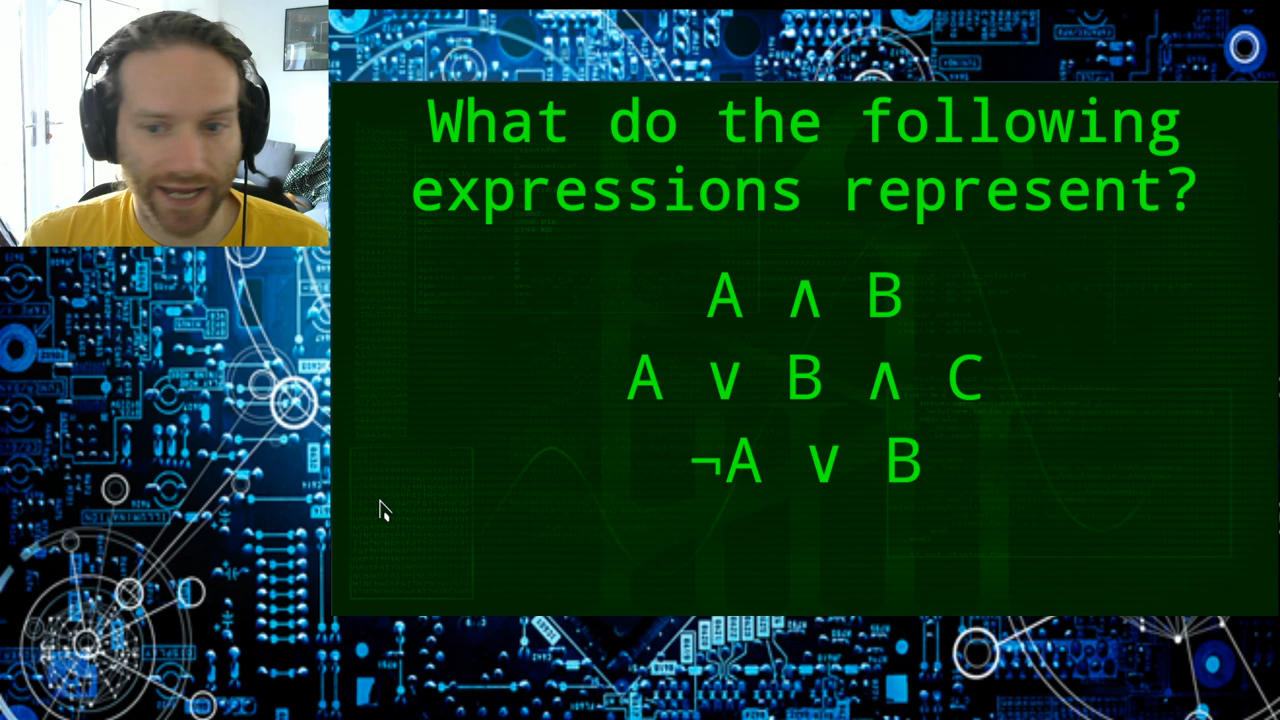 What do the following
expressions represent?
A ∧ B
A ∨ B ∧ C
¬A ∨ B